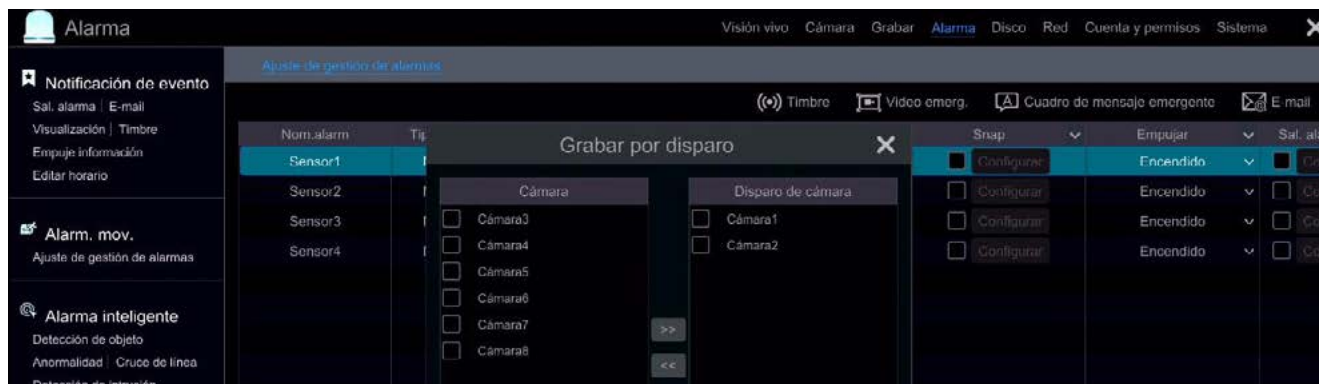 Alarma
Visión vivo Cámara Grabar Alarma Disco Red Cuenta y permisos Sistema
Notificación de evento
Sal. alarma | E-mail
Visualización | Timbre
Empuje información
Editar horario
Alarm. mov.
Ajuste de gestión de alarmas
Alarma inteligente
Detección de objeto
Anormalidad | Cruce de línea
Detección de intrusión
Ajuste de gestión de alarmas
Timbre Video emerg. Cuadro de mensaje emergente E-mail
Nom.alarm Snap Empujar
Sensor1 Configurar Encendido
Sensor2 Configurar Encendido
Sensor3 Configurar Encendido
Sensor4 Configurar Encendido
Grabar por disparo
Cámara Disparo de cámara
Cámara3 Cámara1
Cámara4 Cámara2
Cámara5
Cámara6
Cámara7
Cámara8
>>
<<